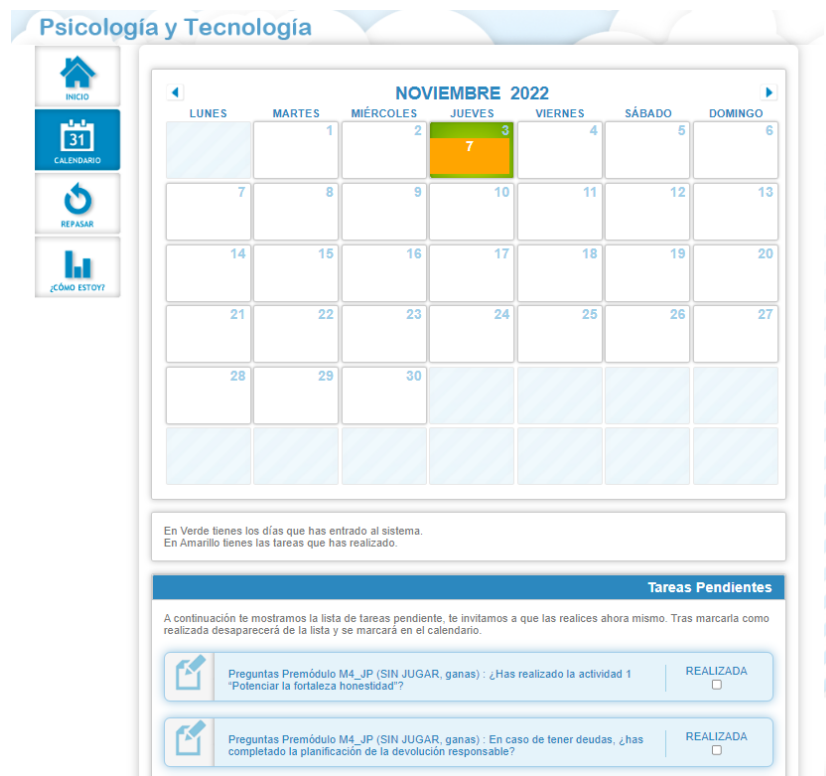 Psicología y Tecnología
INICIO
31
CALENDARIO
REPASAR
¿CÓMO ESTOY?
NOVIEMBRE 2022
LUNES MARTES MIÉRCOLES JUEVES VIERNES SÁBADO DOMINGO
1 2 3 4 5 6
7
7 8 9 10 11 12 13
14 15 16 17 18 19 20
21 22 23 24 25 26 27
28 29 30
En Verde tienes los días que has entrado al sistema.
En Amarillo tienes las tareas que has realizado.
Tareas Pendientes
A continuación te mostramos la lista de tareas pendiente, te invitamos a que las realices ahora mismo. Tras marcarla como
realizada desaparecerá de la lista y se marcará en el calendario.
Preguntas Premódulo M4_JP (SIN JUGAR, ganas) : ¿Has realizado la actividad 1
"Potenciar la fortaleza honestidad"?
REALIZADA
Preguntas Premódulo M4_JP (SIN JUGAR, ganas) : En caso de tener deudas, ¿has
completado la planificación de la devolución responsable?
REALIZADA